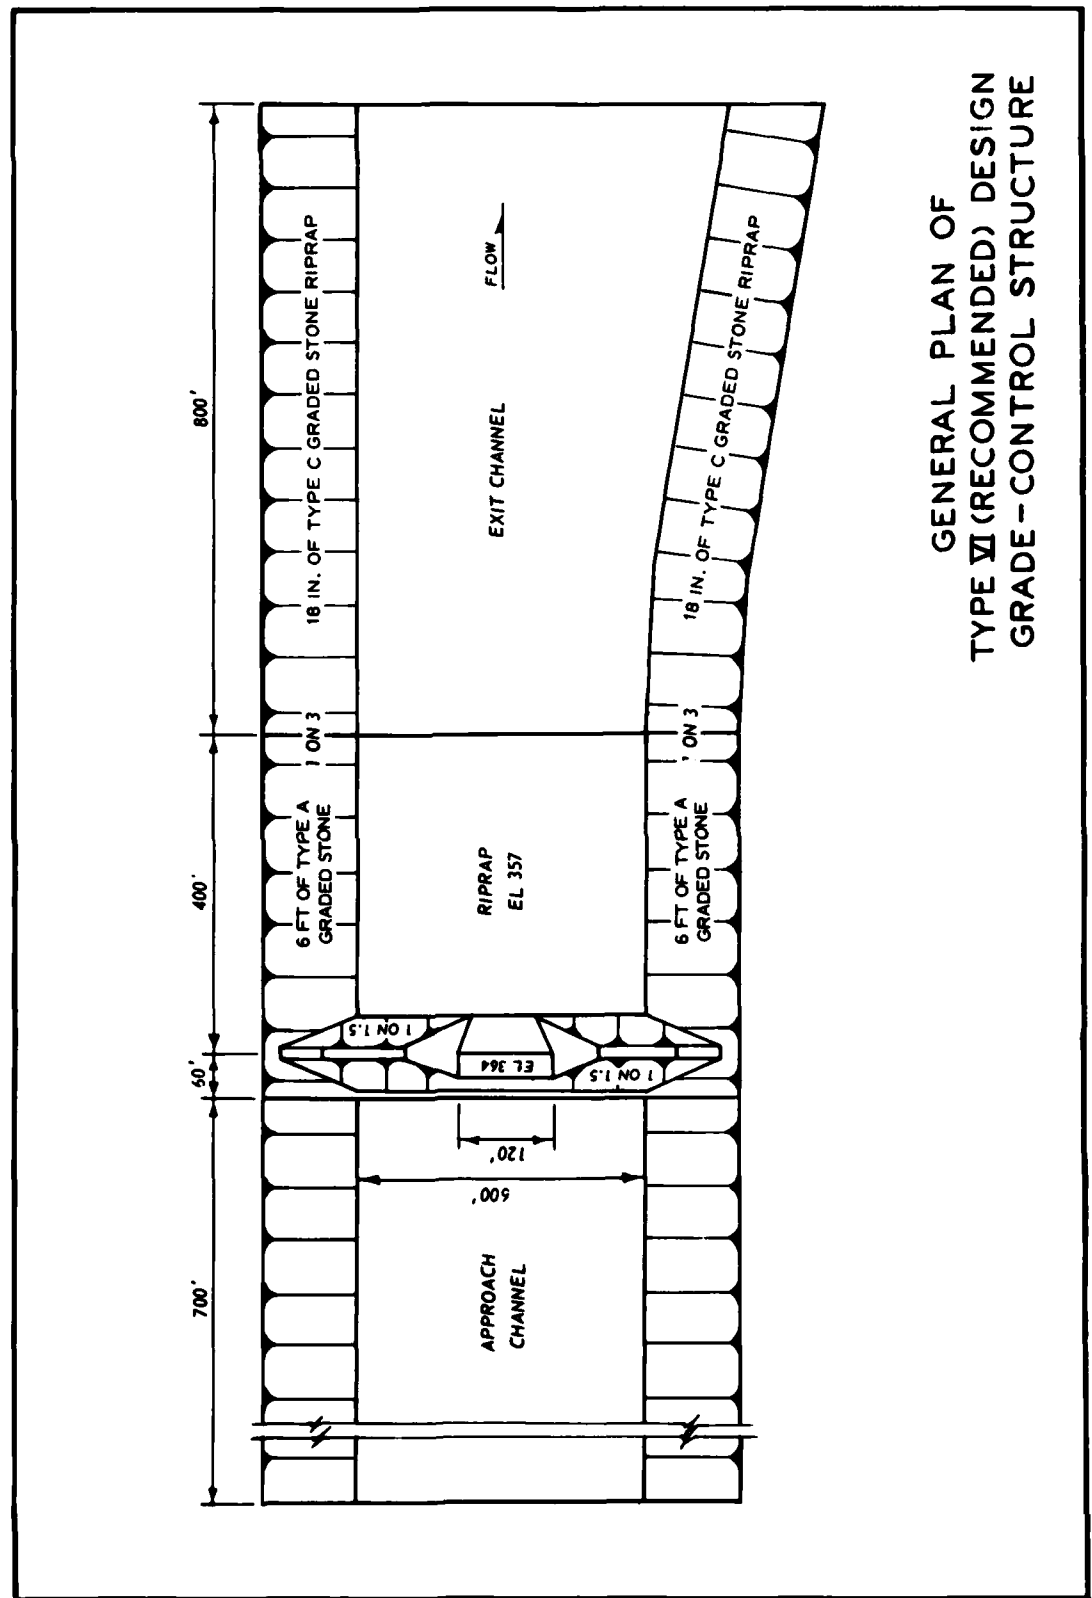 700'
60'
400'
800'
18 IN. OF TYPE C GRADED STONE RIPRAP
1 ON 3
6 FT OF TYPE A
GRADED STONE
1 ON 1.5
APPROACH
CHANNEL
600'
120'
EL 364
RIPRAP
EL 357
EXIT CHANNEL
FLOW
1 ON 1.5
6 FT OF TYPE A
GRADED STONE
1 ON 3
18 IN. OF TYPE C GRADED STONE RIPRAP
GENERAL PLAN OF
TYPE VI (RECOMMENDED) DESIGN
GRADE-CONTROL STRUCTURE